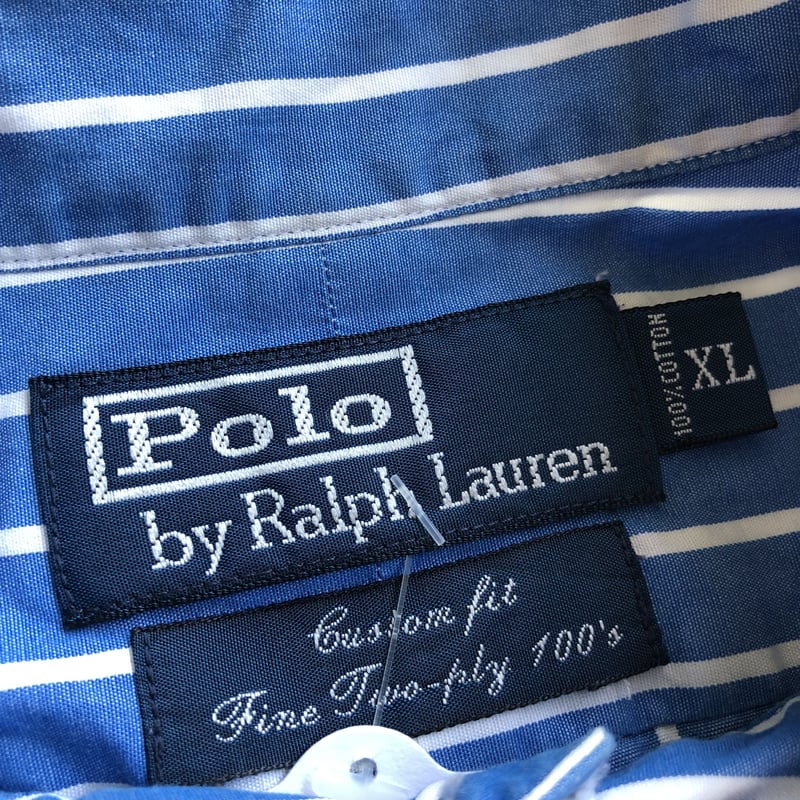 Polo
by Ralph Lauren
100% COTTON
XL
Custom fit
Fine Two-ply 100's